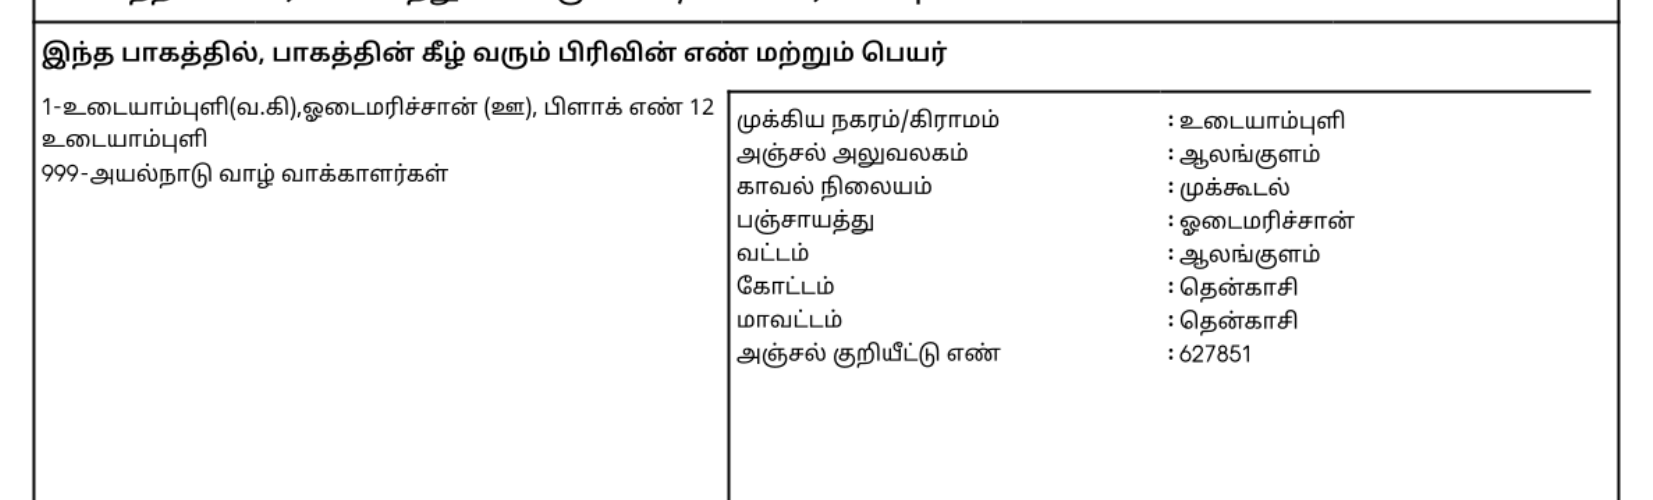 இந்த பாகத்தில், பாகத்தின் கீழ் வரும் பிரிவின் எண் மற்றும் பெயர்
1-உடையாம்புளி(வ.கி),ஓடைமரிச்சான் (ஊ), பிளாக் எண் 12
உடையாம்புளி
999-அயல்நாடு வாழ் வாக்காளர்கள்
முக்கிய நகரம்/கிராமம் : உடையாம்புளி
அஞ்சல் அலுவலகம் : ஆலங்குளம்
காவல் நிலையம் : முக்கூடல்
பஞ்சாயத்து : ஓடைமரிச்சான்
வட்டம் : ஆலங்குளம்
கோட்டம் : தென்காசி
மாவட்டம் : தென்காசி
அஞ்சல் குறியீட்டு எண் : 627851